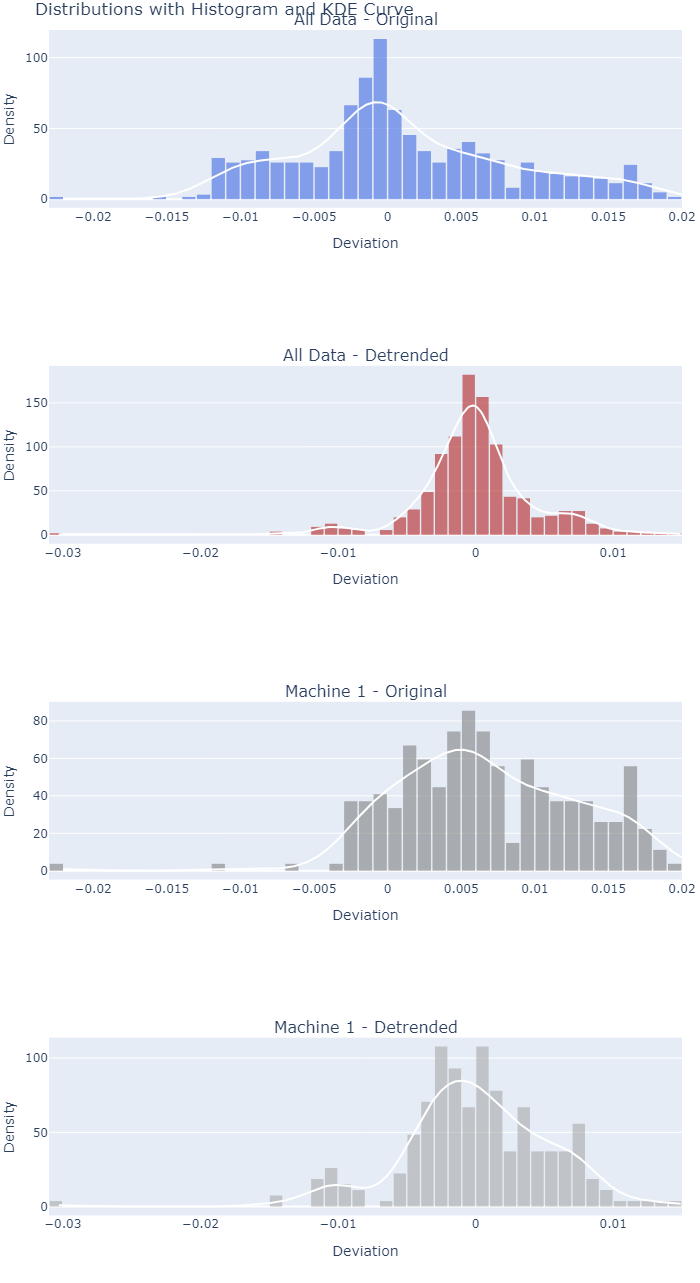 Distributions with Histogram and KDE Curve
All Data - Original
Density
100
50
0
−0.02 −0.015 −0.01 −0.005 0 0.005 0.01 0.015 0.02
Deviation
All Data - Detrended
Density
150
100
50
0
−0.03 −0.02 −0.01 0 0.01
Deviation
Machine 1 - Original
Density
80
60
40
20
0
−0.02 −0.015 −0.01 −0.005 0 0.005 0.01 0.015 0.02
Deviation
Machine 1 - Detrended
Density
100
50
0
−0.03 −0.02 −0.01 0 0.01
Deviation